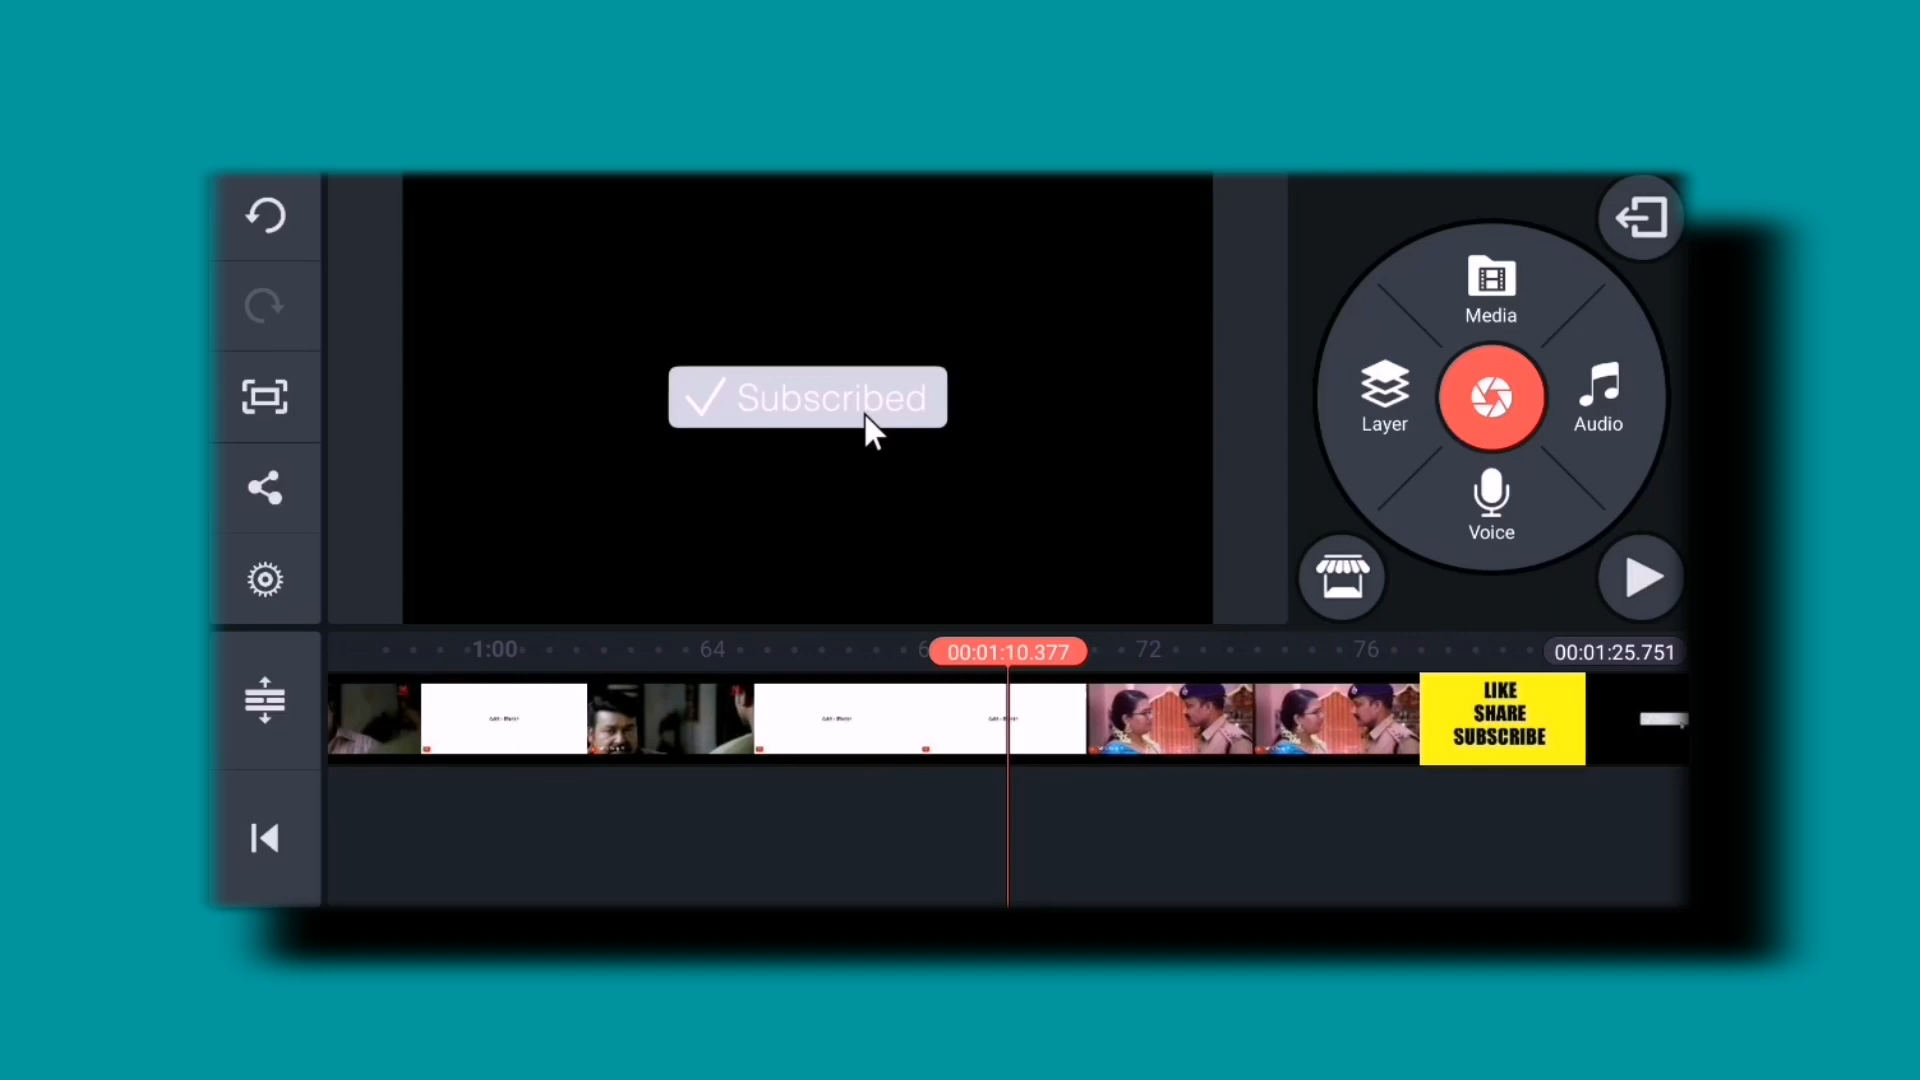 Media
Subscribed
Layer
Audio
Voice
1:00
64
00:01:10.377
72
76
00:01:25.751
LIKE
SHARE
SUBSCRIBE